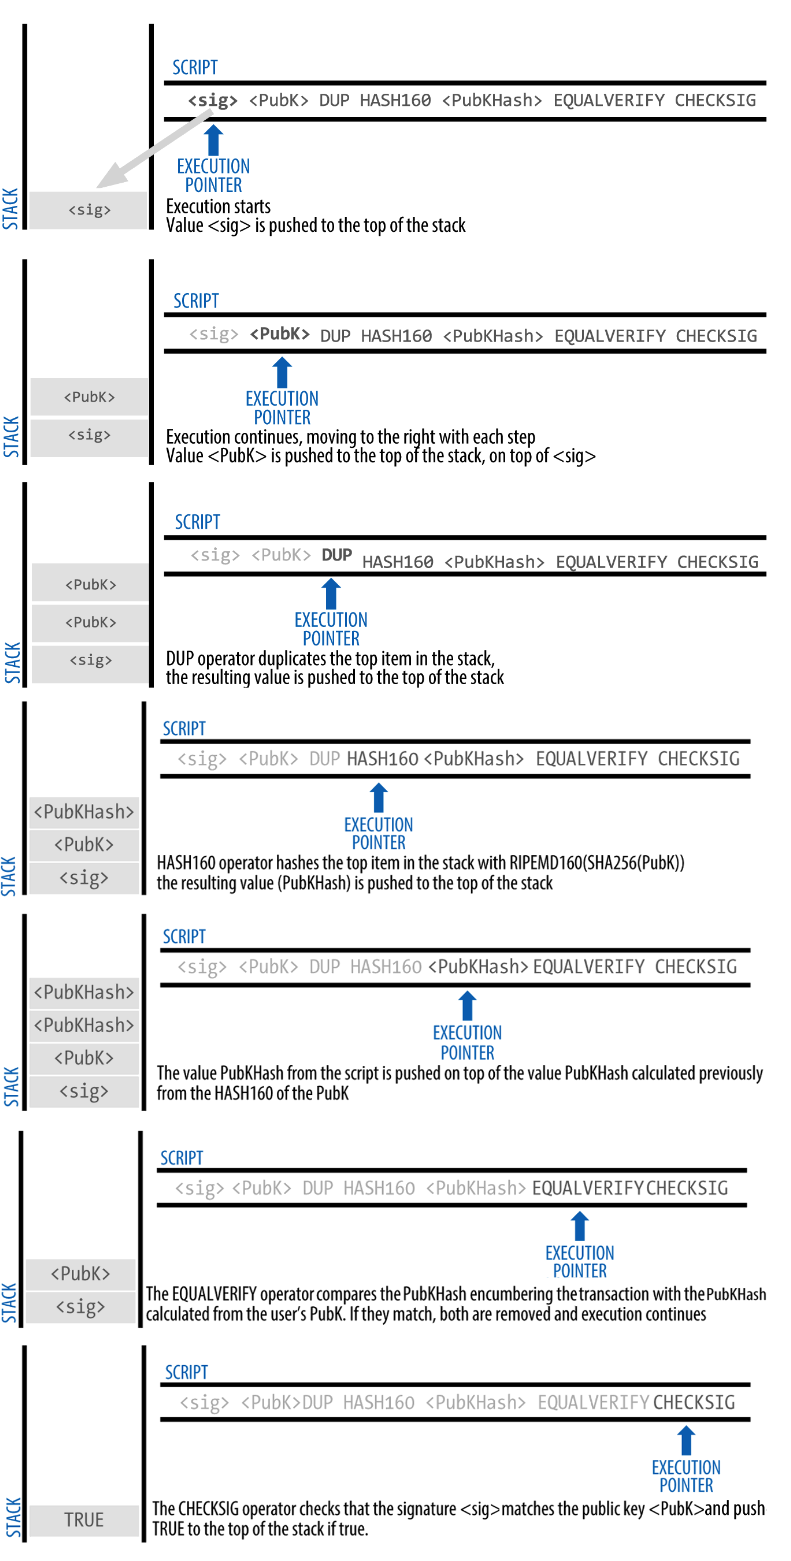 SCRIPT
<sig> <PubK> DUP HASH160 <PubKHash> EQUALVERIFY CHECKSIG
EXECUTION
POINTER
STACK
<sig>
Execution starts
Value <sig> is pushed to the top of the stack
SCRIPT
<sig> <PubK> DUP HASH160 <PubKHash> EQUALVERIFY CHECKSIG
EXECUTION
POINTER
STACK
<PubK>
<sig>
Execution continues, moving to the right with each step
Value <PubK> is pushed to the top of the stack, on top of <sig>
SCRIPT
<sig> <PubK> DUP HASH160 <PubKHash> EQUALVERIFY CHECKSIG
EXECUTION
POINTER
STACK
<PubK>
<PubK>
<sig>
DUP operator duplicates the top item in the stack,
the resulting value is pushed to the top of the stack
SCRIPT
<sig> <PubK> DUP HASH160 <PubKHash> EQUALVERIFY CHECKSIG
EXECUTION
POINTER
STACK
<PubKHash>
<PubK>
<sig>
HASH160 operator hashes the top item in the stack with RIPEMD160(SHA256(PubK))
the resulting value (PubKHash) is pushed to the top of the stack
SCRIPT
<sig> <PubK> DUP HASH160 <PubKHash> EQUALVERIFY CHECKSIG
EXECUTION
POINTER
STACK
<PubKHash>
<PubKHash>
<PubK>
<sig>
The value PubKHash from the script is pushed on top of the value PubKHash calculated previously
from the HASH160 of the PubK
SCRIPT
<sig> <PubK> DUP HASH160 <PubKHash> EQUALVERIFY CHECKSIG
EXECUTION
POINTER
STACK
<PubK>
<sig>
The EQUALVERIFY operator compares the PubKHash encumbering the transaction with the PubKHash
calculated from the user's PubK. If they match, both are removed and execution continues
SCRIPT
<sig> <PubK>DUP HASH160 <PubKHash> EQUALVERIFY CHECKSIG
EXECUTION
POINTER
STACK
TRUE
The CHECKSIG operator checks that the signature <sig>matches the public key <PubK>and push
TRUE to the top of the stack if true.